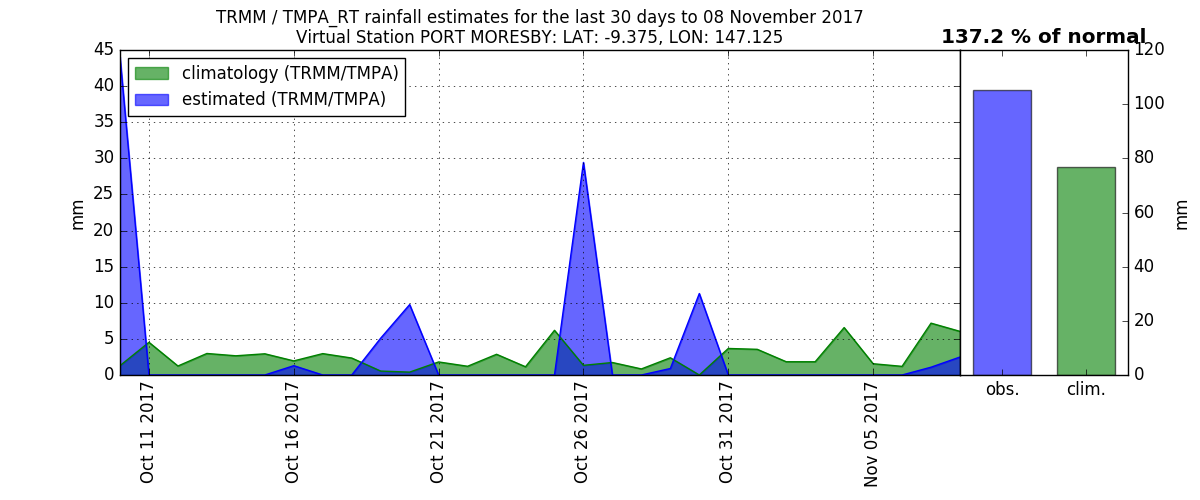 TRMM / TMPA_RT rainfall estimates for the last 30 days to 08 November 2017
Virtual Station PORT MORESBY: LAT: -9.375, LON: 147.125
137.2 % of normal
climatology (TRMM/TMPA)
estimated (TRMM/TMPA)
45
40
35
30
25
20
15
10
5
0
mm
Oct 11 2017
Oct 16 2017
Oct 21 2017
Oct 26 2017
Oct 31 2017
Nov 05 2017
obs.
clim.
120
100
80
60
40
20
0
mm